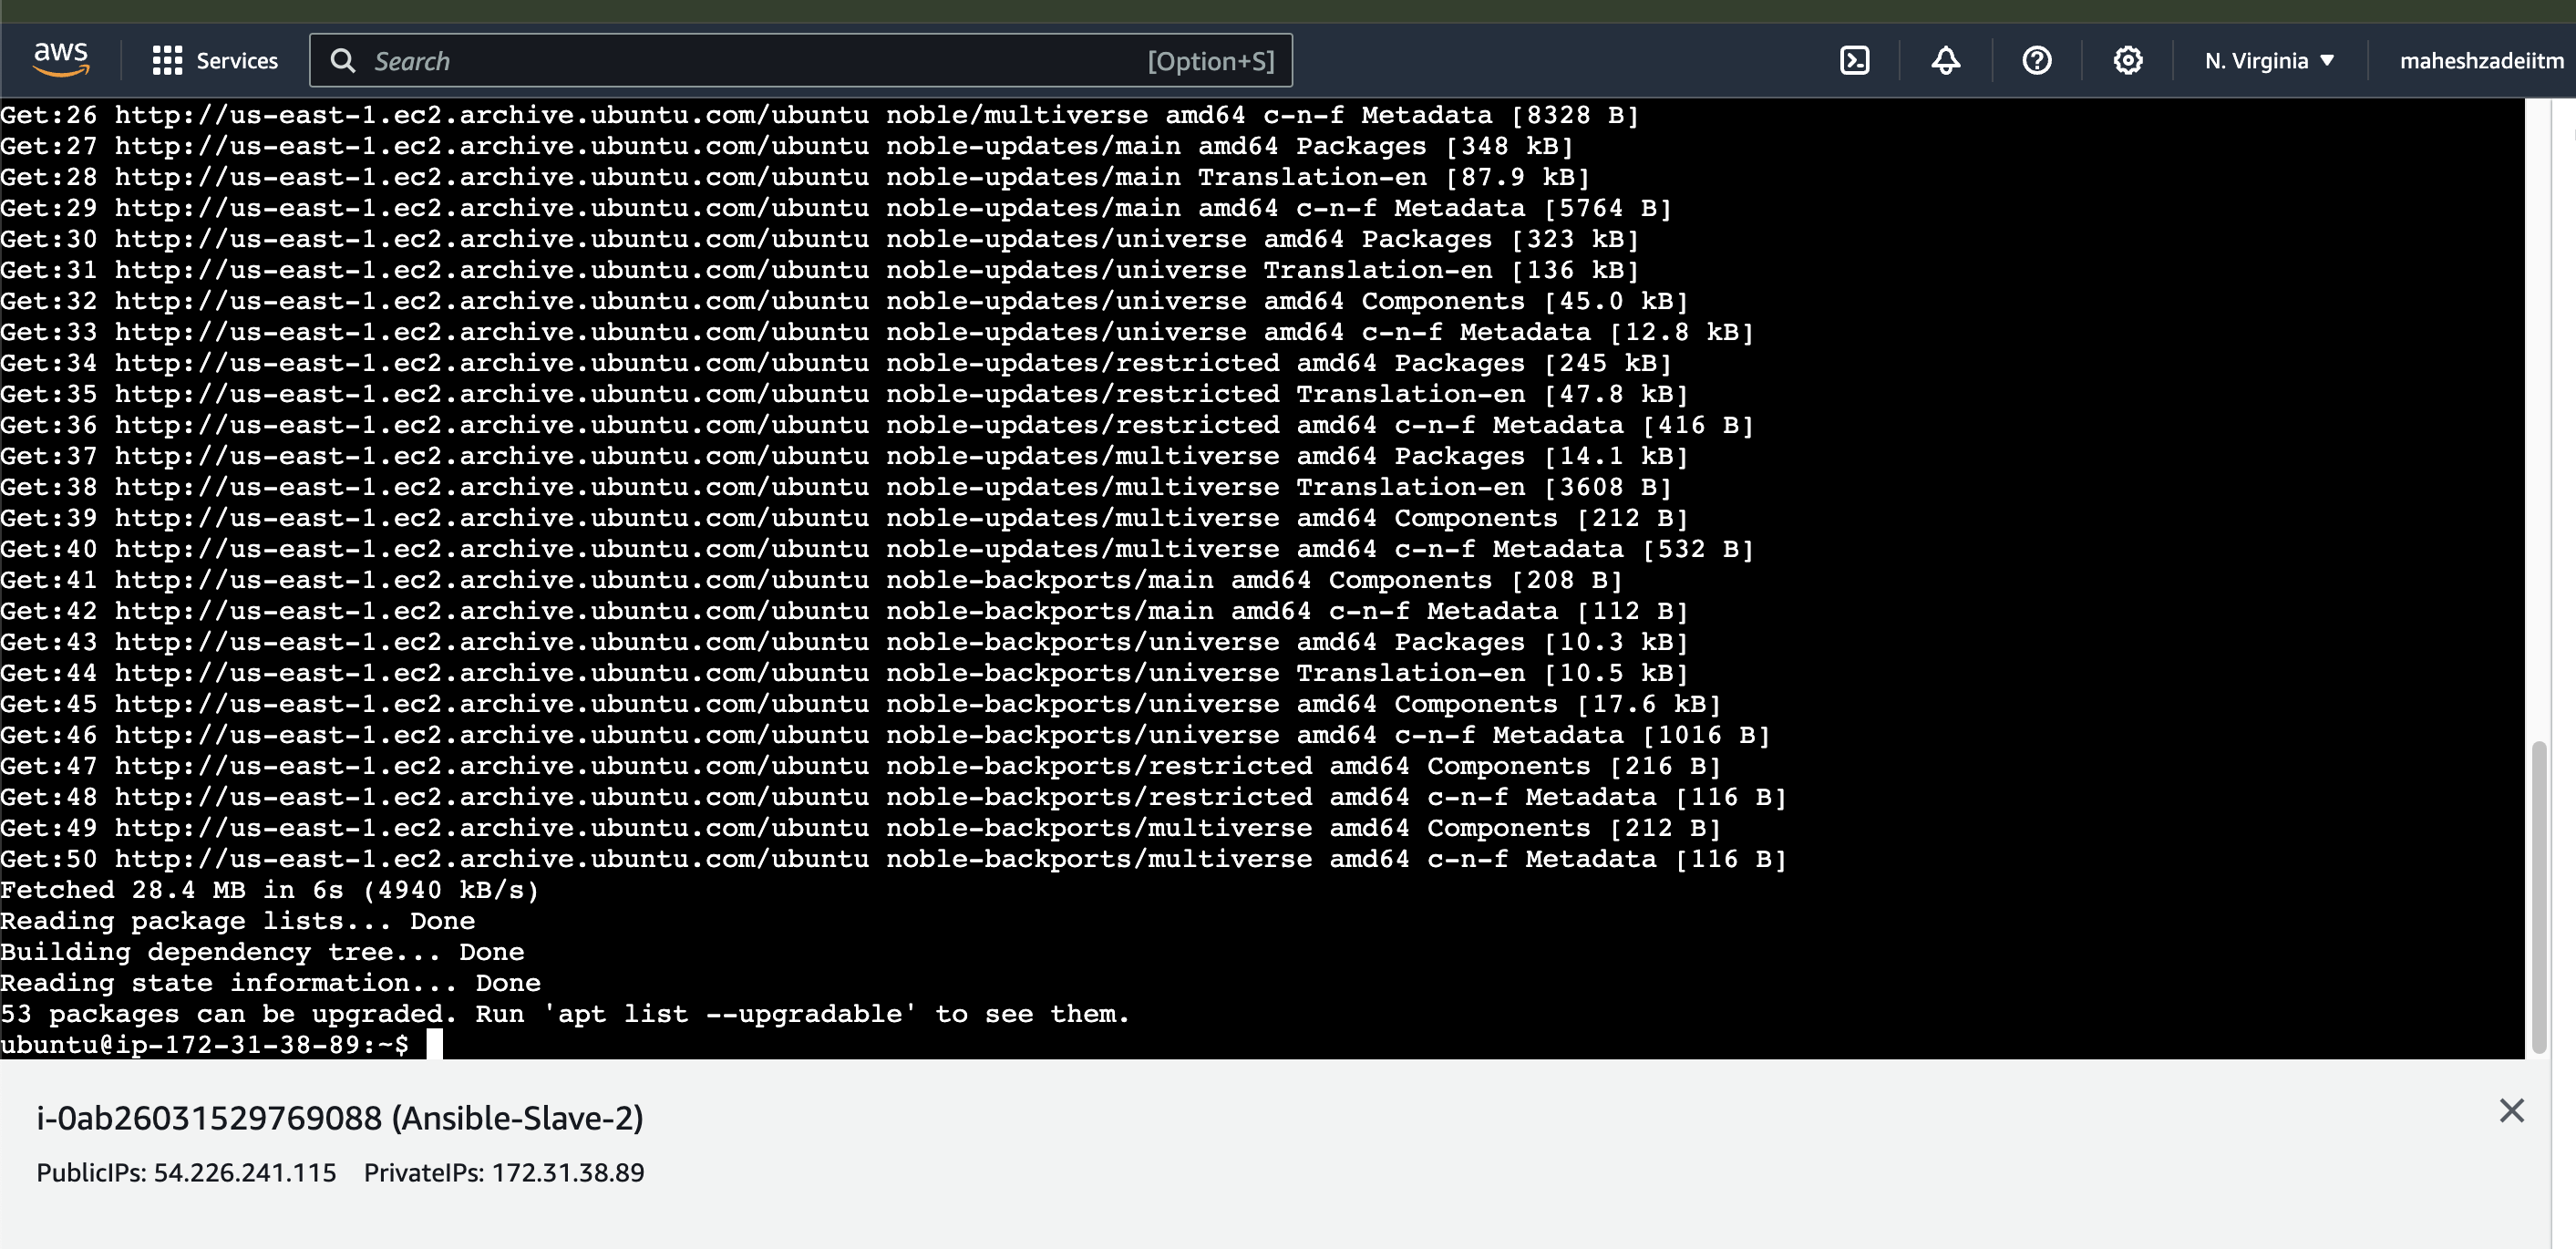 aws Services Search [Option+S] N. Virginia ▼ maheshzadeiitm
Get:26 http://us-east-1.ec2.archive.ubuntu.com/ubuntu noble/multiverse amd64 c-n-f Metadata [8328 B]
Get:27 http://us-east-1.ec2.archive.ubuntu.com/ubuntu noble-updates/main amd64 Packages [348 kB]
Get:28 http://us-east-1.ec2.archive.ubuntu.com/ubuntu noble-updates/main Translation-en [87.9 kB]
Get:29 http://us-east-1.ec2.archive.ubuntu.com/ubuntu noble-updates/main amd64 c-n-f Metadata [5764 B]
Get:30 http://us-east-1.ec2.archive.ubuntu.com/ubuntu noble-updates/universe amd64 Packages [323 kB]
Get:31 http://us-east-1.ec2.archive.ubuntu.com/ubuntu noble-updates/universe Translation-en [136 kB]
Get:32 http://us-east-1.ec2.archive.ubuntu.com/ubuntu noble-updates/universe amd64 Components [45.0 kB]
Get:33 http://us-east-1.ec2.archive.ubuntu.com/ubuntu noble-updates/universe amd64 c-n-f Metadata [12.8 kB]
Get:34 http://us-east-1.ec2.archive.ubuntu.com/ubuntu noble-updates/restricted amd64 Packages [245 kB]
Get:35 http://us-east-1.ec2.archive.ubuntu.com/ubuntu noble-updates/restricted Translation-en [47.8 kB]
Get:36 http://us-east-1.ec2.archive.ubuntu.com/ubuntu noble-updates/restricted amd64 c-n-f Metadata [416 B]
Get:37 http://us-east-1.ec2.archive.ubuntu.com/ubuntu noble-updates/multiverse amd64 Packages [14.1 kB]
Get:38 http://us-east-1.ec2.archive.ubuntu.com/ubuntu noble-updates/multiverse Translation-en [3608 B]
Get:39 http://us-east-1.ec2.archive.ubuntu.com/ubuntu noble-updates/multiverse amd64 Components [212 B]
Get:40 http://us-east-1.ec2.archive.ubuntu.com/ubuntu noble-updates/multiverse amd64 c-n-f Metadata [532 B]
Get:41 http://us-east-1.ec2.archive.ubuntu.com/ubuntu noble-backports/main amd64 Components [208 B]
Get:42 http://us-east-1.ec2.archive.ubuntu.com/ubuntu noble-backports/main amd64 c-n-f Metadata [112 B]
Get:43 http://us-east-1.ec2.archive.ubuntu.com/ubuntu noble-backports/universe amd64 Packages [10.3 kB]
Get:44 http://us-east-1.ec2.archive.ubuntu.com/ubuntu noble-backports/universe Translation-en [10.5 kB]
Get:45 http://us-east-1.ec2.archive.ubuntu.com/ubuntu noble-backports/universe amd64 Components [17.6 kB]
Get:46 http://us-east-1.ec2.archive.ubuntu.com/ubuntu noble-backports/universe amd64 c-n-f Metadata [1016 B]
Get:47 http://us-east-1.ec2.archive.ubuntu.com/ubuntu noble-backports/restricted amd64 Components [216 B]
Get:48 http://us-east-1.ec2.archive.ubuntu.com/ubuntu noble-backports/restricted amd64 c-n-f Metadata [116 B]
Get:49 http://us-east-1.ec2.archive.ubuntu.com/ubuntu noble-backports/multiverse amd64 Components [212 B]
Get:50 http://us-east-1.ec2.archive.ubuntu.com/ubuntu noble-backports/multiverse amd64 c-n-f Metadata [116 B]
Fetched 28.4 MB in 6s (4940 kB/s)
Reading package lists... Done
Building dependency tree... Done
Reading state information... Done
53 packages can be upgraded. Run 'apt list --upgradable' to see them.
ubuntu@ip-172-31-38-89:~$
i-0ab26031529769088 (Ansible-Slave-2)
PublicIPs: 54.226.241.115 PrivateIPs: 172.31.38.89